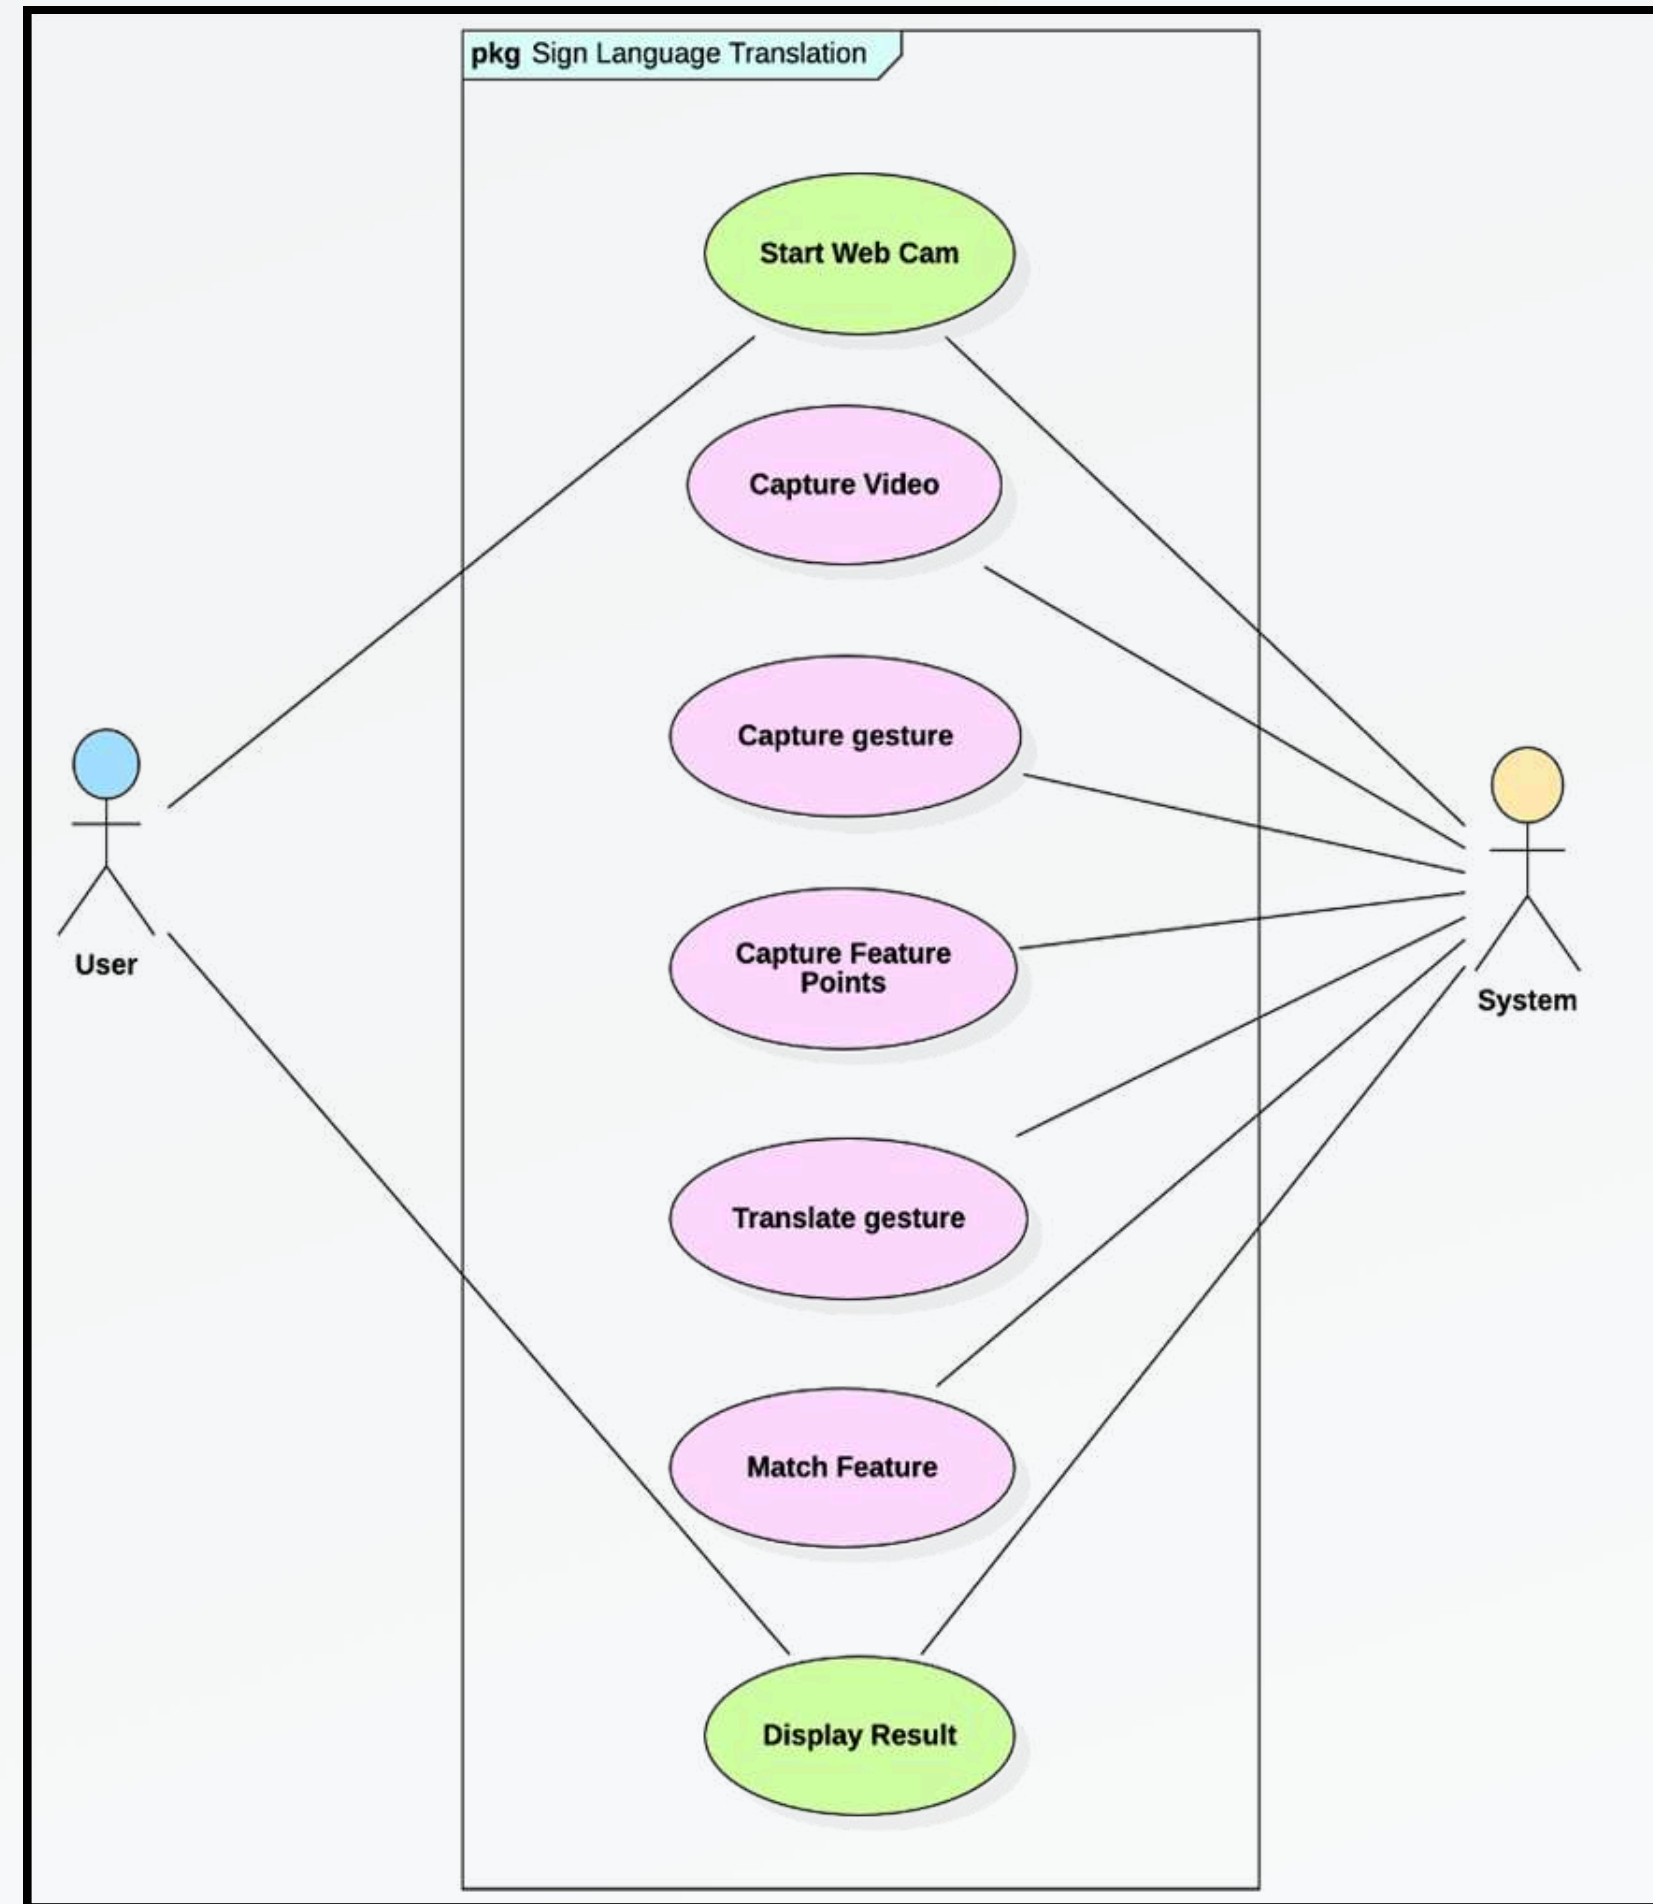 pkg Sign Language Translation
Start Web Cam
Capture Video
Capture gesture
User
Capture Feature
Points
System
Translate gesture
Match Feature
Display Result